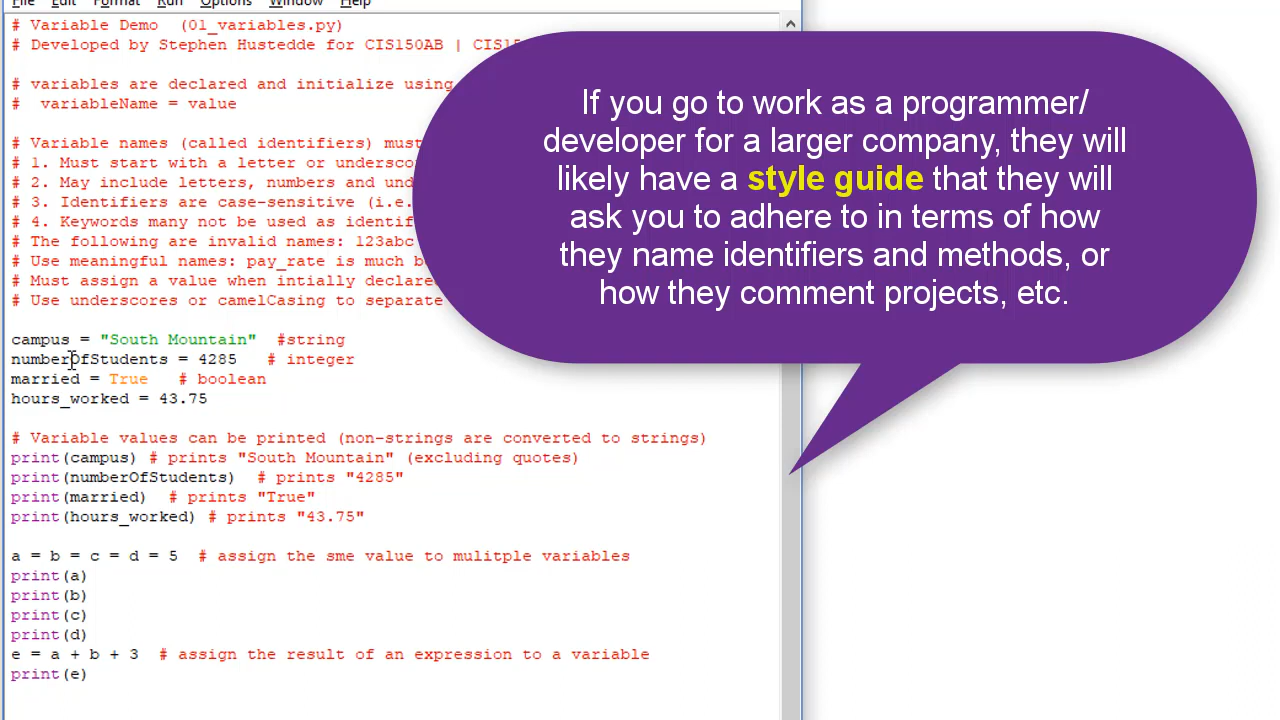 File Edit Format Run Options Window Help
# Variable Demo (01_variables.py)
# Developed by Stephen Hustedde for CIS150AB | CIS1
# variables are declared and initialize using
# variableName = value
# Variable names (called identifiers) must
# 1. Must start with a letter or undersco
# 2. May include letters, numbers and und
# 3. Identifiers are case-sensitive (i.e.
# 4. Keywords many not be used as identif
# The following are invalid names: 123abc
# Use meaningful names: pay_rate is much b
# Must assign a value when intially declare
# Use underscores or camelCasing to separate
If you go to work as a programmer/
developer for a larger company, they will
likely have a style guide that they will
ask you to adhere to in terms of how
they name identifiers and methods, or
how they comment projects, etc.
campus = "South Mountain" #string
numberOfStudents = 4285 # integer
married = True # boolean
hours_worked = 43.75
# Variable values can be printed (non-strings are converted to strings)
print(campus) # prints "South Mountain" (excluding quotes)
print(numberOfStudents) # prints "4285"
print(married) # prints "True"
print(hours_worked) # prints "43.75"
a = b = c = d = 5 # assign the sme value to mulitple variables
print(a)
print(b)
print(c)
print(d)
e = a + b + 3 # assign the result of an expression to a variable
print(e)